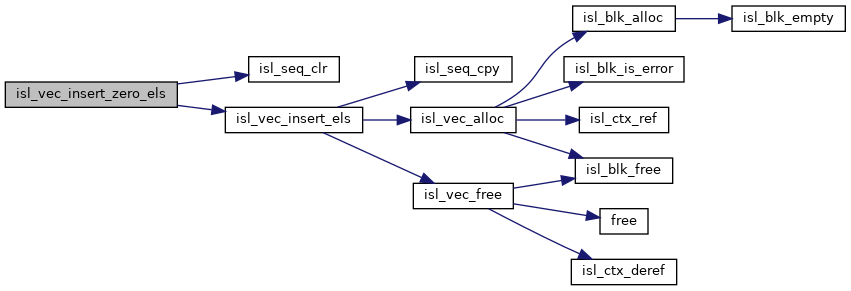 isl_vec_insert_zero_els
isl_seq_clr
isl_vec_insert_els
isl_seq_cpy
isl_vec_alloc
isl_vec_free
isl_blk_alloc
isl_blk_is_error
isl_ctx_ref
isl_blk_free
free
isl_ctx_deref
isl_blk_empty